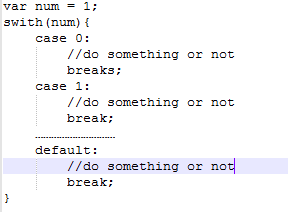 var num = 1;
swith(num){
case 0:
//do something or not
breaks;
case 1:
//do something or not
break;
..............................
default:
//do something or not
break;
}